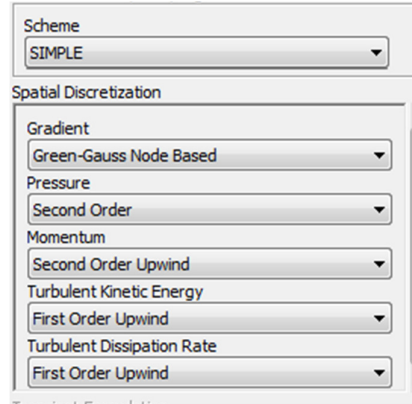 Scheme
SIMPLE
Spatial Discretization
Gradient
Green-Gauss Node Based
Pressure
Second Order
Momentum
Second Order Upwind
Turbulent Kinetic Energy
First Order Upwind
Turbulent Dissipation Rate
First Order Upwind